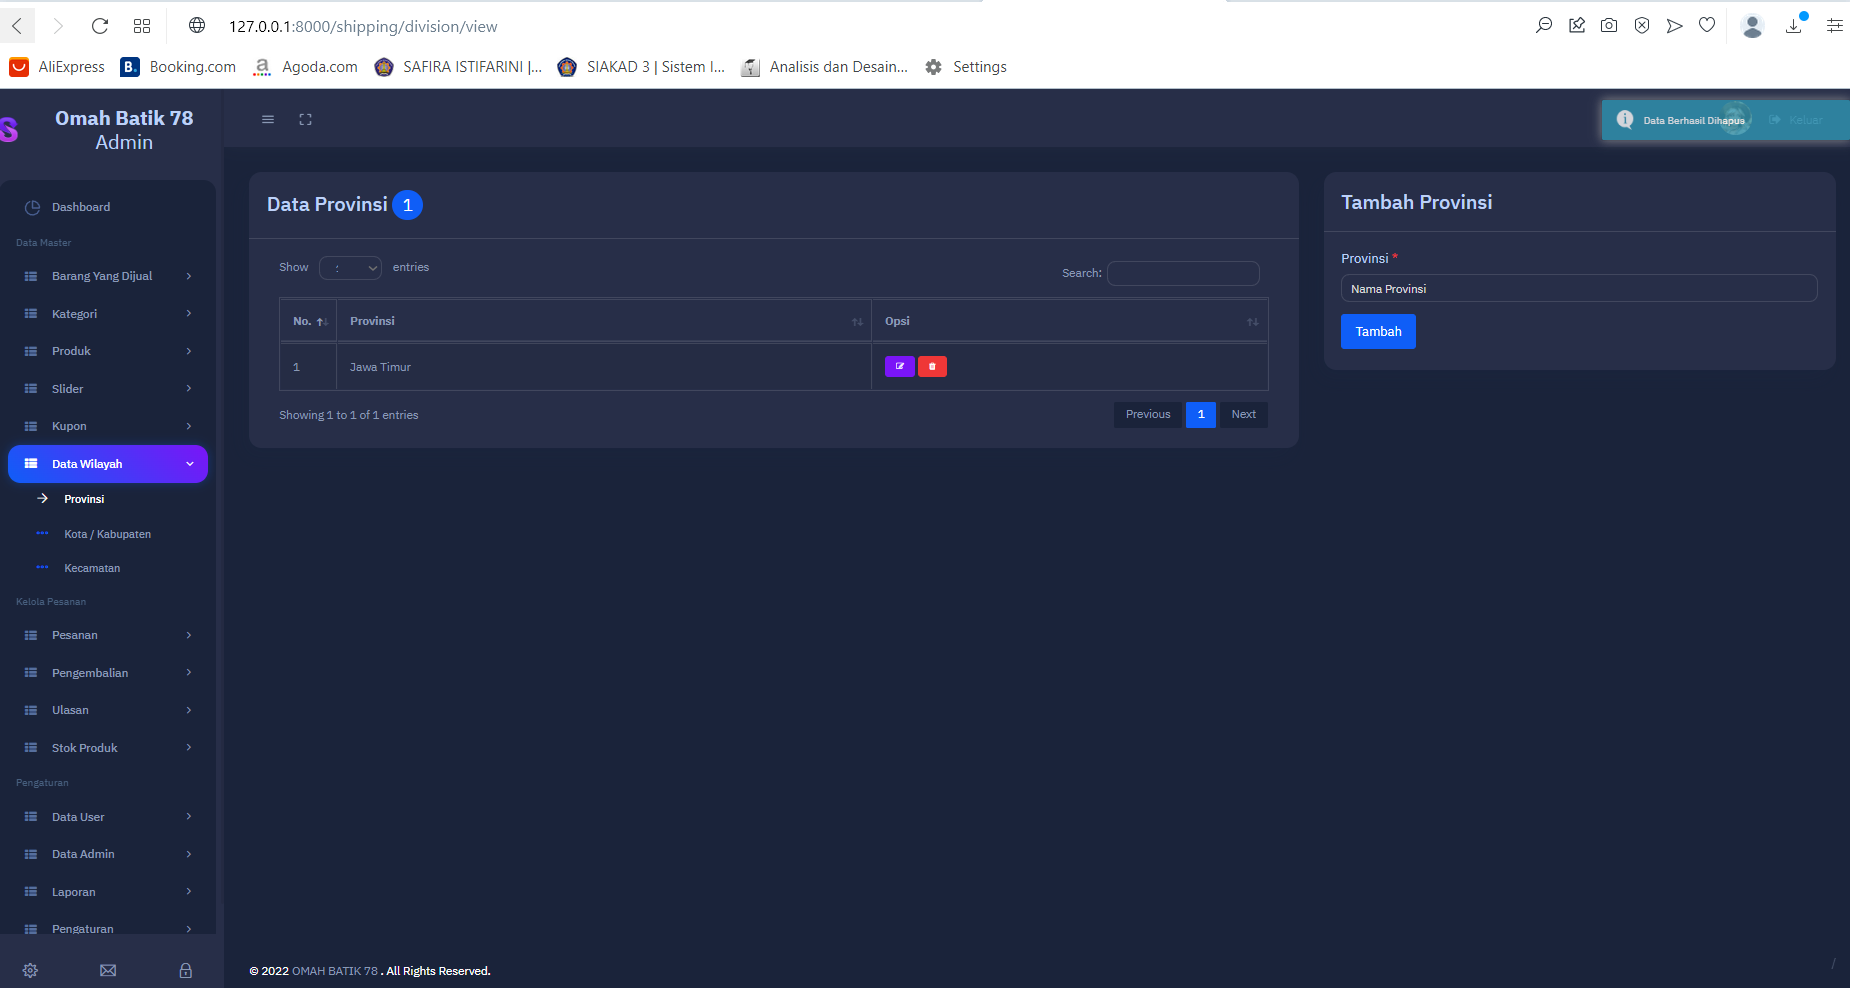 127.0.0.1:8000/shipping/division/view
AliExpress
B. Booking.com
a Agoda.com
SAFIRA ISTIFARINI |...
SIAKAD 3 | Sistem I...
Analisis dan Desain...
Settings
S
Omah Batik 78
Admin
i Data Berhasil Dihapus
Keluar
Dashboard
Data Master
Barang Yang Dijual
Kategori
Produk
Slider
Kupon
Data Wilayah
Provinsi
Kota / Kabupaten
Kecamatan
Kelola Pesanan
Pesanan
Pengembalian
Ulasan
Stok Produk
Pengaturan
Data User
Data Admin
Laporan
Pengaturan
Data Provinsi 1
Show entries
Search:
No. Provinsi Opsi
1 Jawa Timur
Showing 1 to 1 of 1 entries
Previous 1 Next
Tambah Provinsi
Provinsi *
Nama Provinsi
Tambah
© 2022 OMAH BATIK 78 . All Rights Reserved.
/